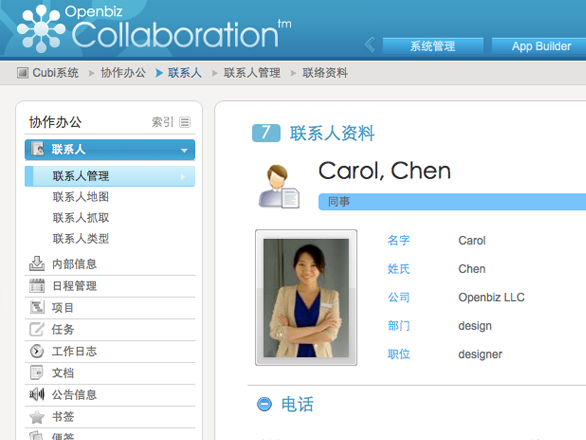 Openbiz
Collaboration™
系统管理
App Builder
Cubi系统
协作办公
联系人
联系人管理
联络资料
协作办公
索引
联系人
联系人管理
联系人地图
联系人抓取
联系人类型
内部信息
日程管理
项目
任务
工作日志
文档
公告信息
书签
便签
7 联系人资料
Carol, Chen
同事
名字 Carol
姓氏 Chen
公司 Openbiz LLC
部门 design
职位 designer
电话